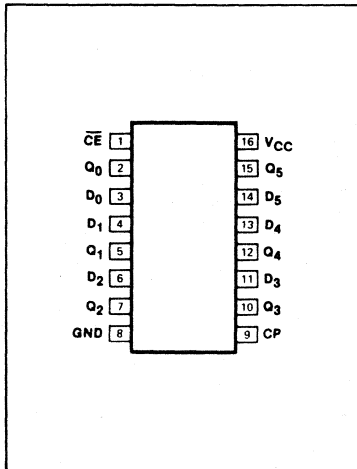 C̅E̅ 1 16 VCC
Q0 2 15 Q5
D0 3 14 D5
D1 4 13 D4
Q1 5 12 Q4
D2 6 11 D3
Q2 7 10 Q3
GND 8 9 CP